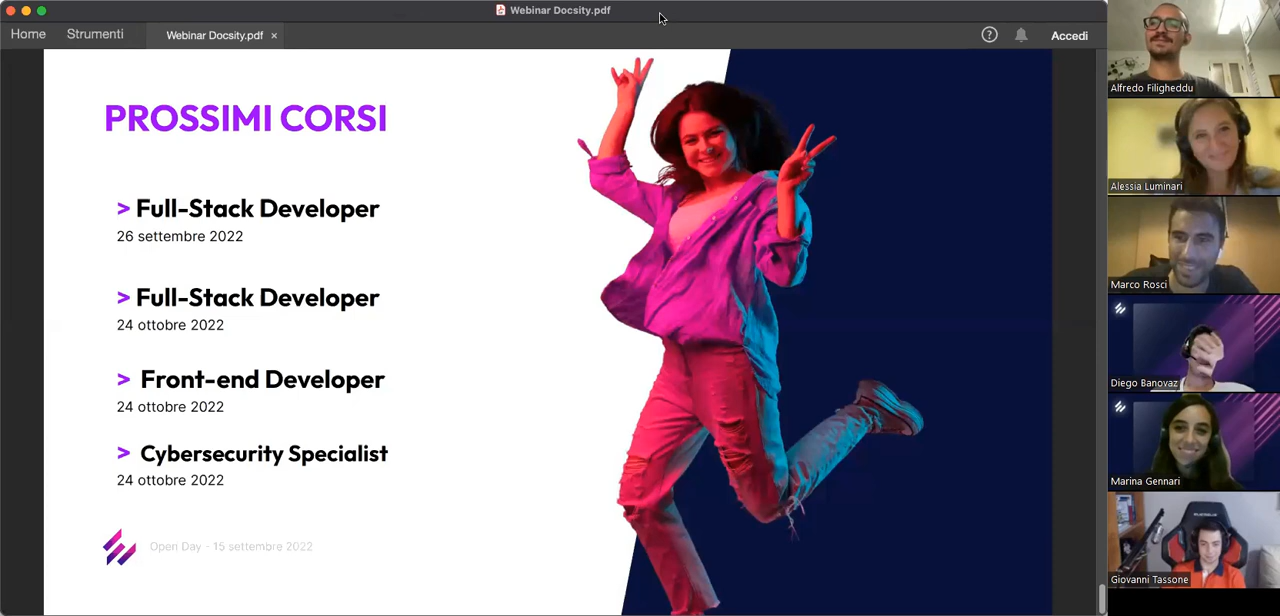 Webinar Docsity.pdf
Home
Strumenti
Webinar Docsity.pdf ×
?
Accedi
PROSSIMI CORSI
> Full-Stack Developer
26 settembre 2022
> Full-Stack Developer
24 ottobre 2022
> Front-end Developer
24 ottobre 2022
> Cybersecurity Specialist
24 ottobre 2022
Open Day - 15 settembre 2022
Alfredo Filigheddu
Alessia Luminari
Marco Rosci
Diego Banovaz
Marina Gennari
Giovanni Tassone